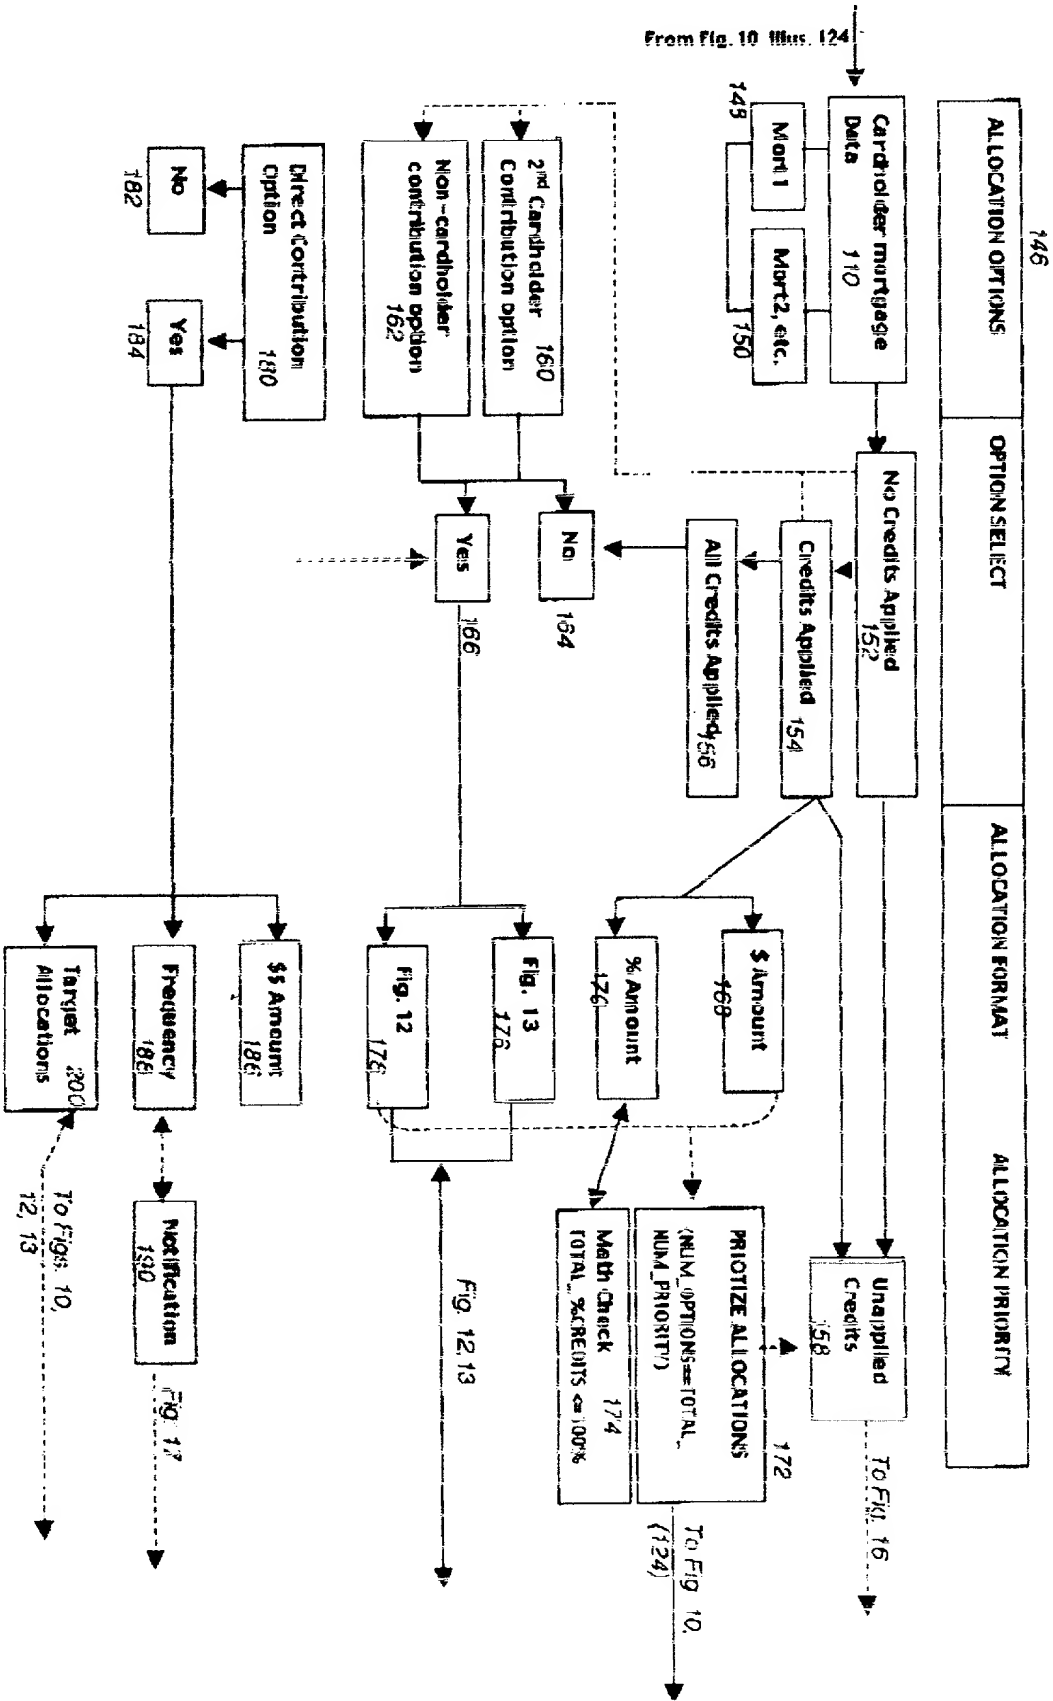 146
ALLOCATION OPTIONS
OPTION SELECT
ALLOCATION FORMAT
ALLOCATION PRIORITY
From Fig. 10 Illus. 124
Cardholder mortgage
Data
110
Mort 1
148
Mort2, etc.
150
No Credits Applied
152
Credits Applied
154
All Credits Applied
156
Unapplied
Credits
158
To Fig. 16
2nd Cardholder
Contribution option
160
Non-cardholder
contribution option
162
No
164
Yes
166
$ Amount
168
% Amount
176
PRIOTIZE ALLOCATIONS
(NUM_OPTIONS==TOTAL_
NUM_PRIORITY)
172
To Fig 10,
(124)
Math Check
174
TOTAL_%CREDITS <=100%
Fig. 13
176
Fig. 12
176
Fig. 12 13
Direct Contribution
Option
180
No
182
Yes
184
$$ Amount
186
Frequency
186
Notification
190
Fig. 17
Target
Allocations
200
To Figs. 10,
12, 13